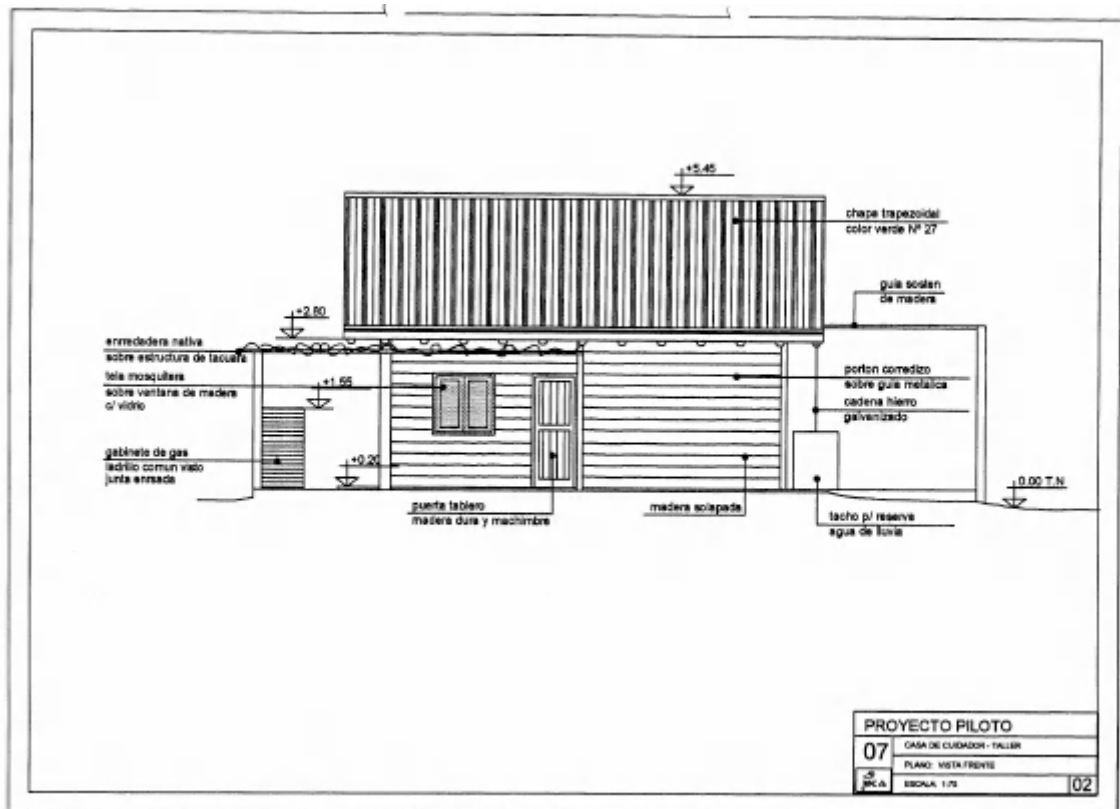 +5.45
chapa trapezoidal
color verde Nº 27
guia sosten
de madera
+2.80
enrredadera nativa
sobre estructura de tacuara
tela mosquitera
sobre ventana de madera
c/ vidrio
+1.55
porton corredizo
sobre guia metalica
cadena hierro
galvanizado
gabinete de gas
ladrillo comun visto
junta enrasada
+0.20
puerta tablero
madera dura y machimbre
madera solapada
tacho p/ reserva
agua de lluvia
0.00 T.N
PROYECTO PILOTO
07
CASA DE CUIDADOR - TALLER
PLANO: VISTA FRENTE
ESCALA: 1:75
02